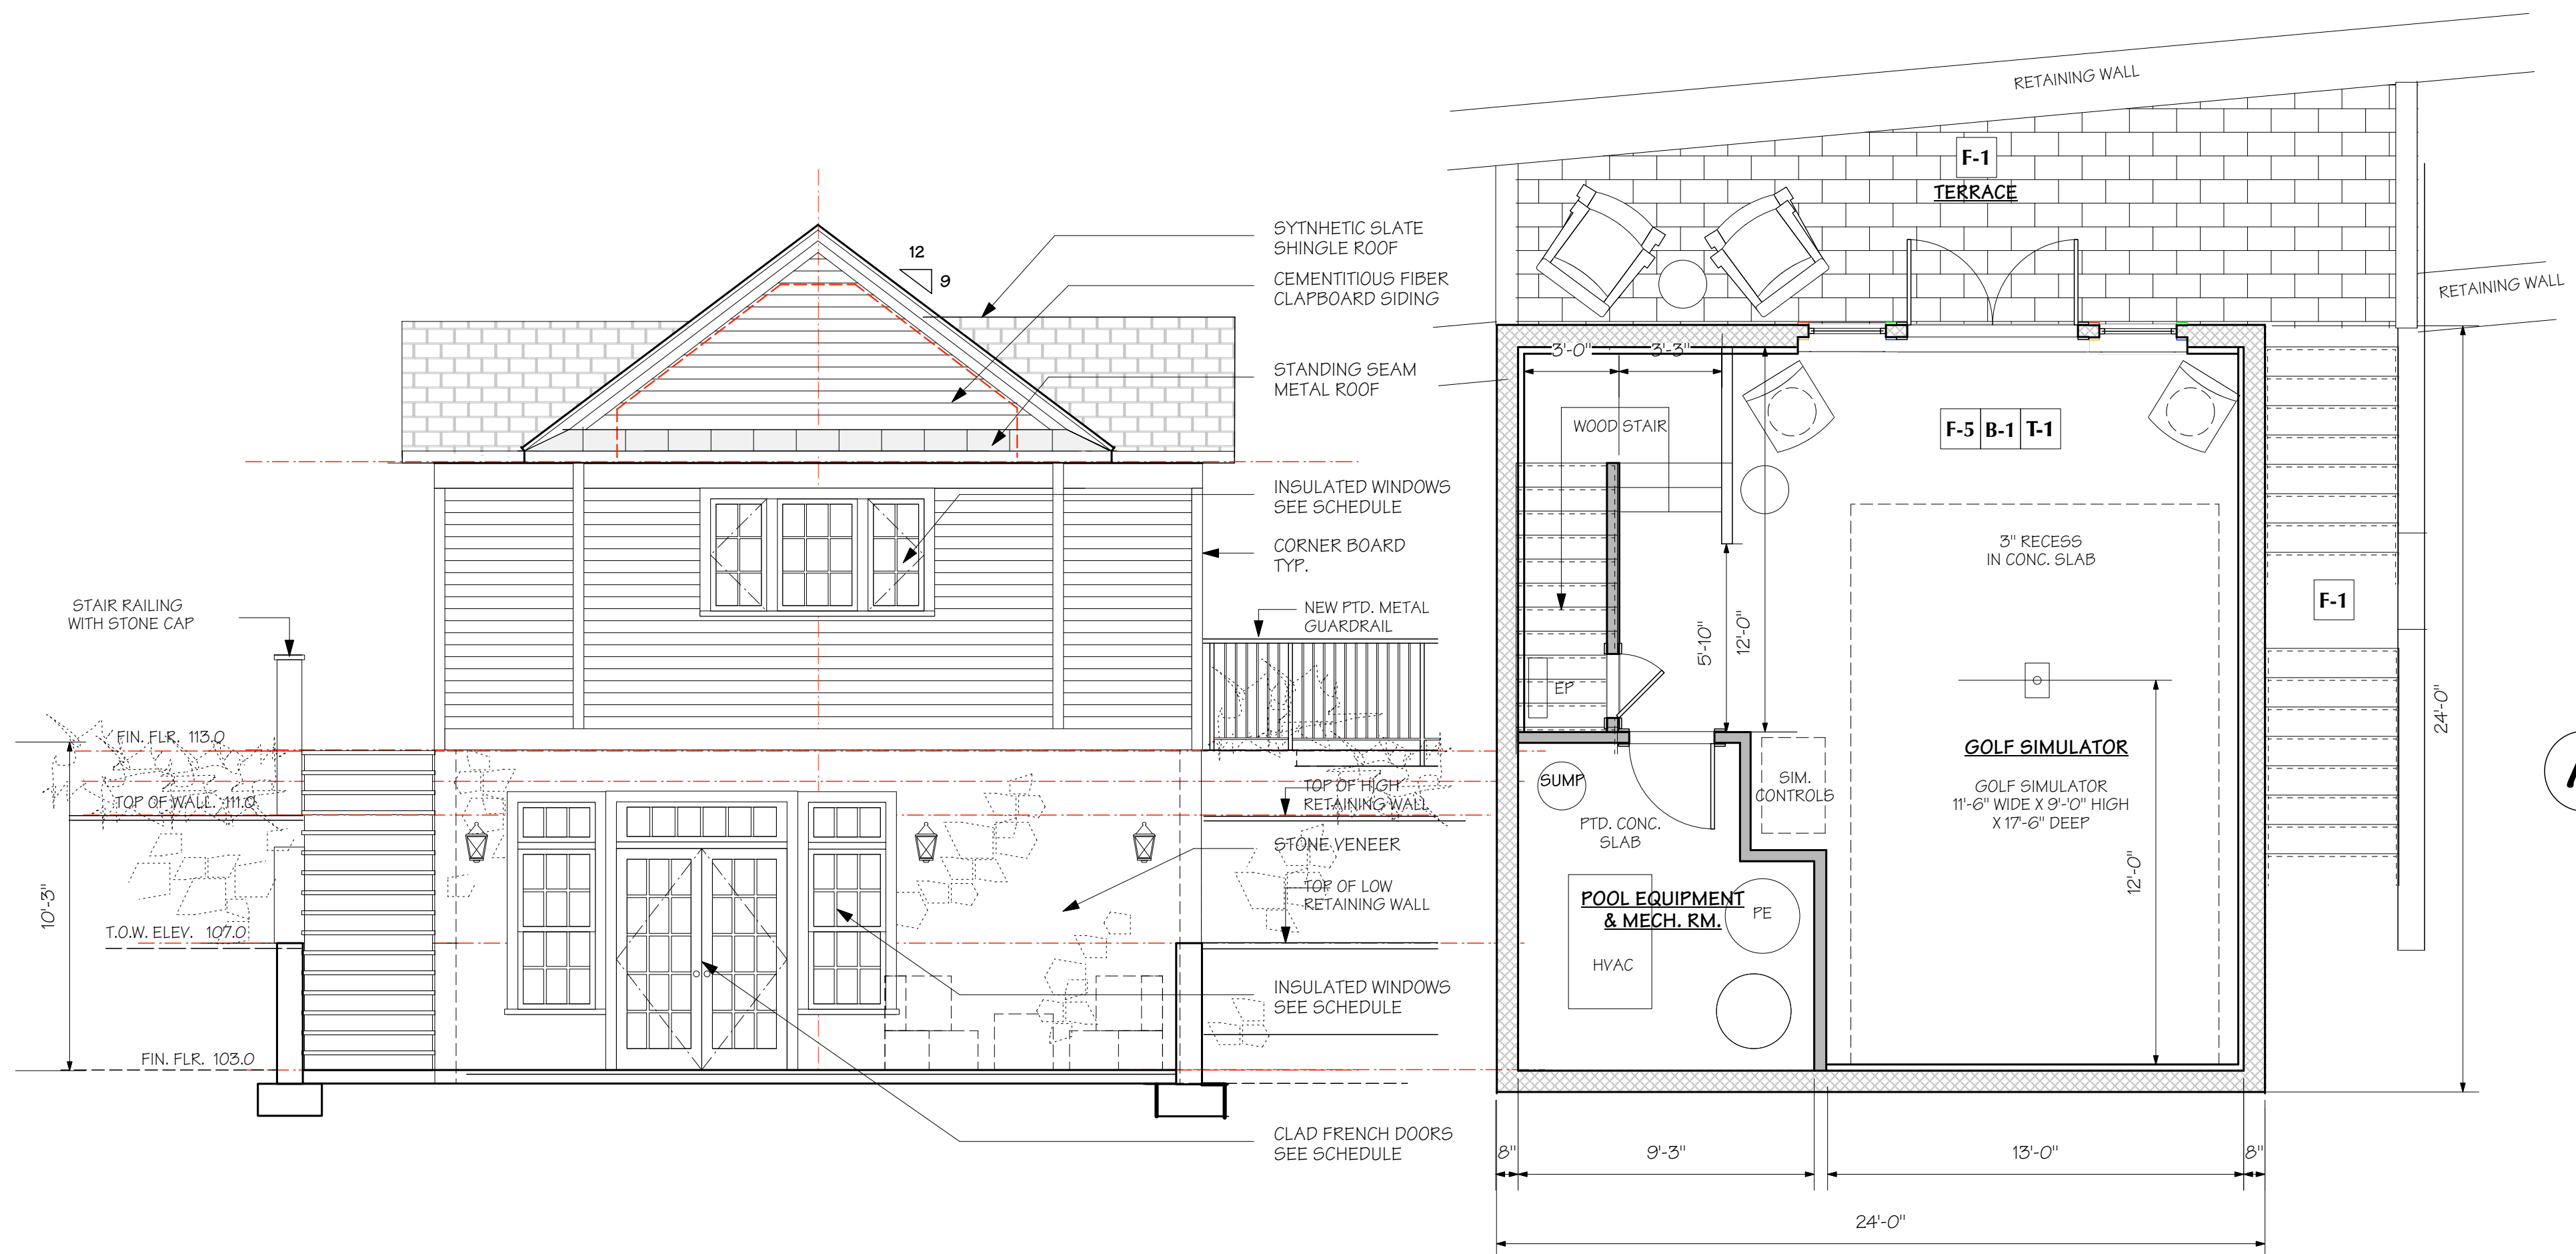 12
9
SYTNHETIC SLATE
SHINGLE ROOF
CEMENTITIOUS FIBER
CLAPBOARD SIDING
STANDING SEAM
METAL ROOF
INSULATED WINDOWS
SEE SCHEDULE
CORNER BOARD
TYP.
STAIR RAILING
WITH STONE CAP
NEW PTD. METAL
GUARDRAIL
FIN. FLR. 113.0
TOP OF WALL. 111.0
TOP OF HIGH
RETAINING WALL
STONE VENEER
TOP OF LOW
RETAINING WALL
10'-3"
T.O.W. ELEV. 107.0
INSULATED WINDOWS
SEE SCHEDULE
FIN. FLR. 103.0
CLAD FRENCH DOORS
SEE SCHEDULE
RETAINING WALL
F-1
TERRACE
RETAINING WALL
3'-0"
3'-3"
WOOD STAIR
F-5 B-1 T-1
3" RECESS
IN CONC. SLAB
F-1
5'-10"
12'-0"
EP
24'-0"
GOLF SIMULATOR
SUMP
SIM.
CONTROLS
GOLF SIMULATOR
11'-6" WIDE X 9'-'0" HIGH
X 17'-6" DEEP
PTD. CONC.
SLAB
12'-0"
POOL EQUIPMENT
& MECH. RM.
PE
HVAC
8"
9'-3"
13'-0"
8"
24'-0"